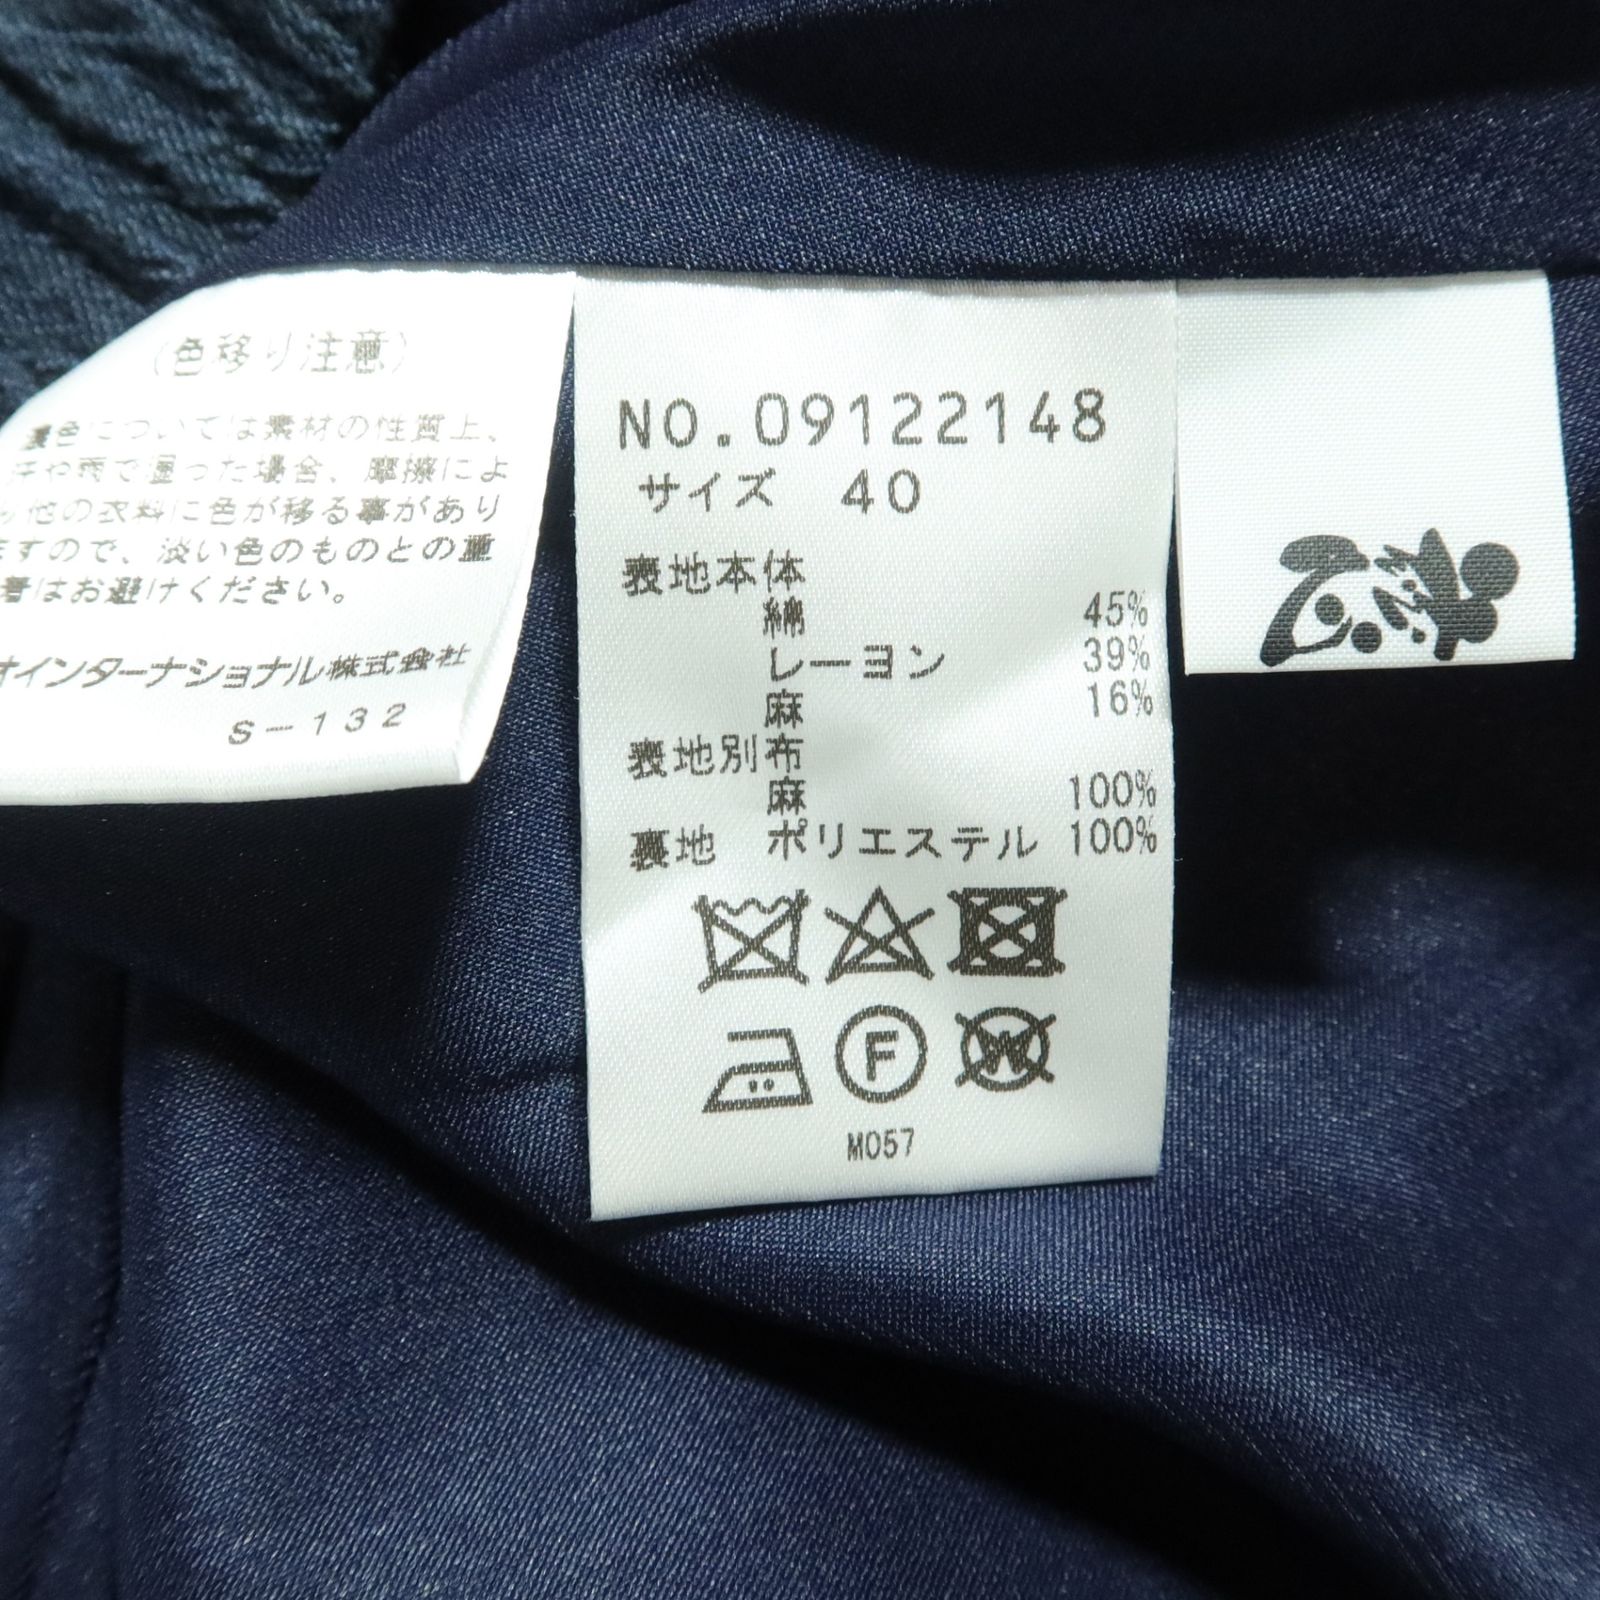 (色移り注意)
濃色については素材の性質上、
汗や雨で湿った場合、摩擦によ
り他の衣料に色が移る事があり
ますので、淡い色のものとの重
着はお避けください。
オインターナショナル株式会社
S-132
NO.09122148
サイズ 40
表地本体
綿 45%
レーヨン 39%
麻 16%
表地別布
麻 100%
裏地 ポリエステル 100%
F
W
M057